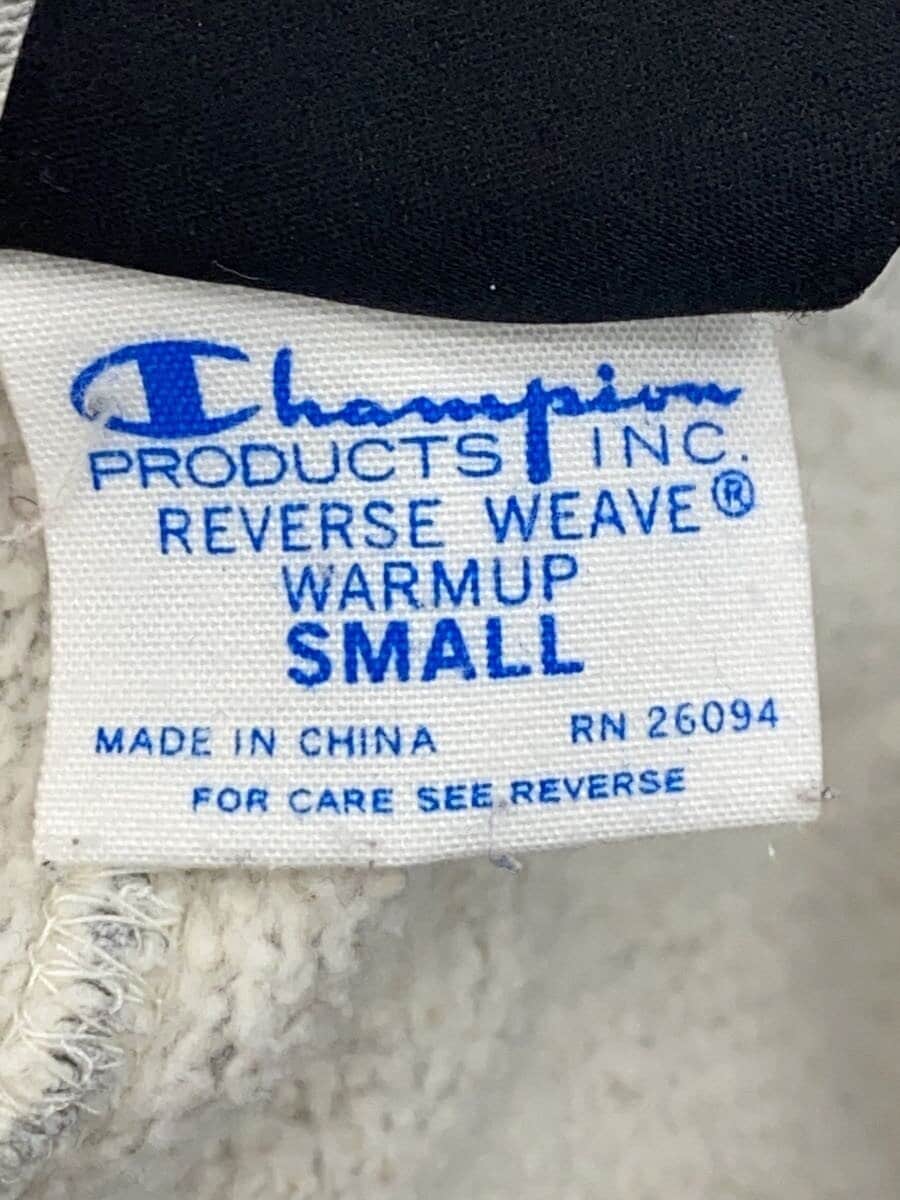 Champion
PRODUCTS INC.
REVERSE WEAVE®
WARMUP
SMALL
MADE IN CHINA RN 26094
FOR CARE SEE REVERSE